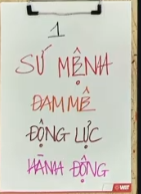 1
SỨ MỆNH
ĐAM MÊ
ĐỘNG LỰC
HÀNH ĐỘNG